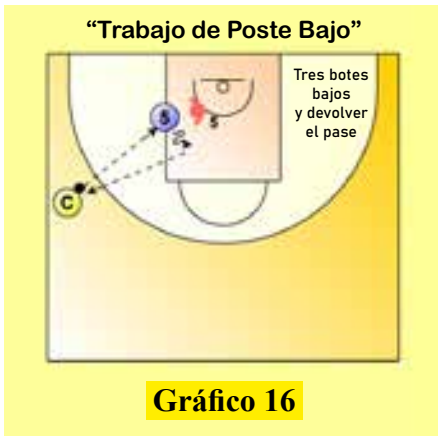 “Trabajo de Poste Bajo”
Tres botes
bajos
y devolver
el pase
5
5
C
Gráfico 16